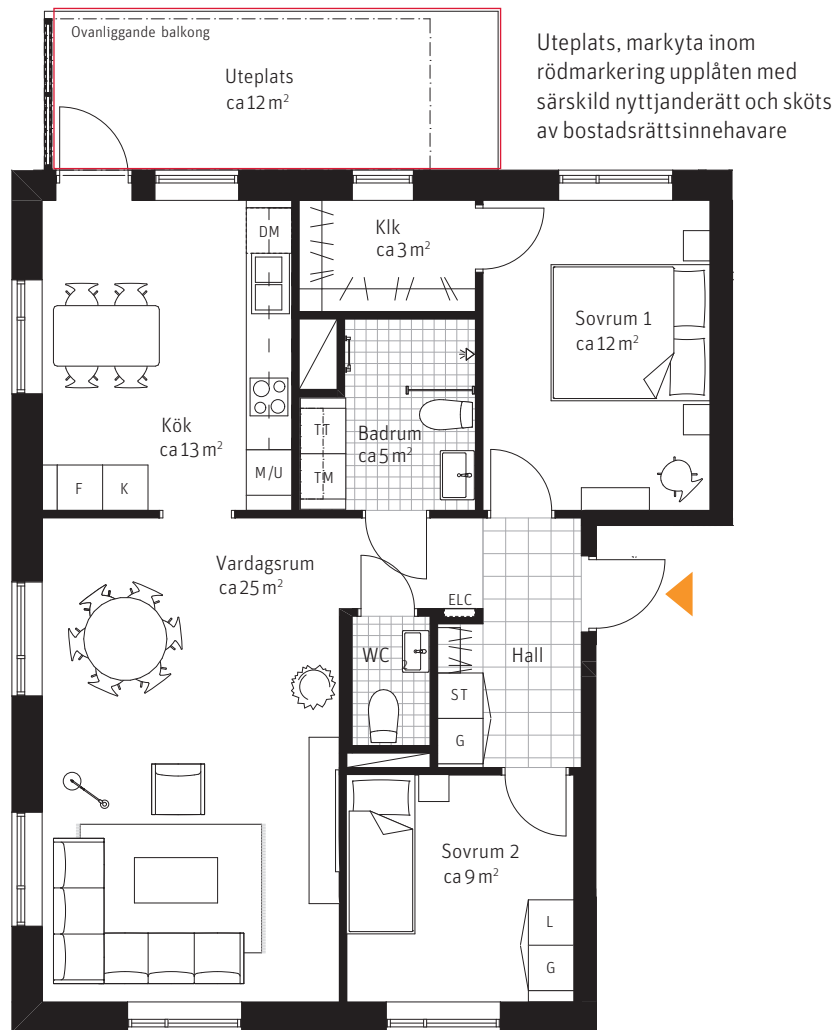 Ovanliggande balkong
Uteplats
ca 12 m²
Uteplats, markyta inom
rödmarkering upplåten med
särskild nyttjanderätt och sköts
av bostadsrättsinnehavare
DM
Klk
ca 3 m²
Sovrum 1
ca 12 m²
Kök
ca 13 m²
TT
Badrum
ca 5 m²
M/U
TM
F
K
Vardagsrum
ca 25 m²
ELC
WC
Hall
ST
G
Sovrum 2
ca 9 m²
L
G